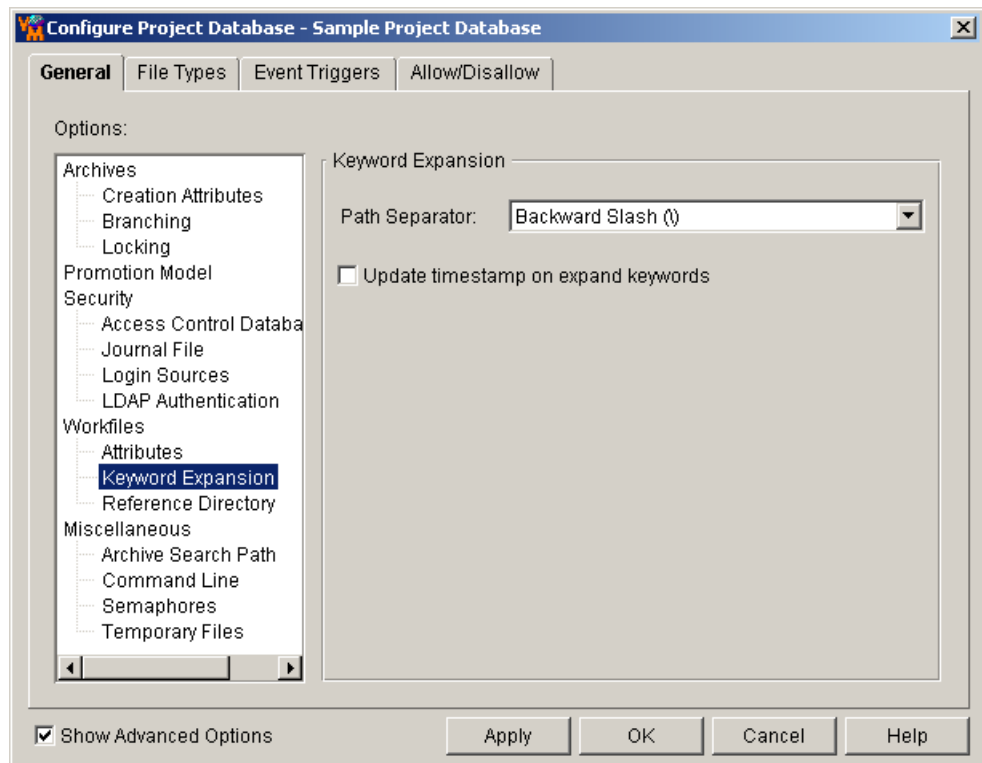 Configure Project Database - Sample Project Database
General File Types Event Triggers Allow/Disallow
Options:
Archives
Creation Attributes
Branching
Locking
Promotion Model
Security
Access Control Databa
Journal File
Login Sources
LDAP Authentication
Workfiles
Attributes
Keyword Expansion
Reference Directory
Miscellaneous
Archive Search Path
Command Line
Semaphores
Temporary Files
Keyword Expansion
Path Separator: Backward Slash (\)
Update timestamp on expand keywords
Show Advanced Options Apply OK Cancel Help